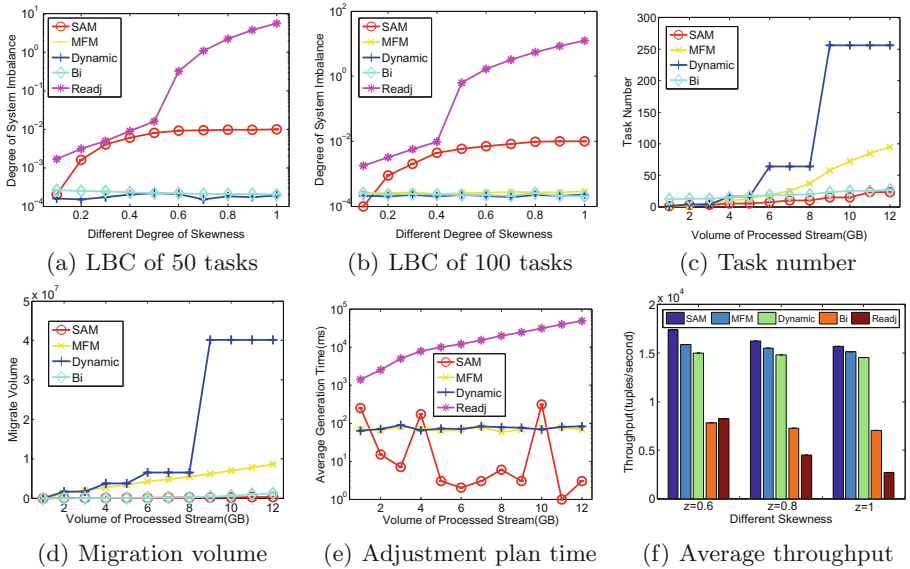 10^1
10^0
10^-1
10^-2
10^-3
10^-4
Degree of System Imbalance
SAM
MFM
Dynamic
Bi
Readj
0.2
0.4
0.6
0.8
1
Different Degree of Skewness
(a) LBC of 50 tasks
10^2
10^0
10^-2
10^-4
Degree of System Imbalance
SAM
MFM
Dynamic
Bi
Readj
0.2
0.4
0.6
0.8
1
Different Degree of Skewness
(b) LBC of 100 tasks
300
250
200
150
100
50
0
Task Number
SAM
MFM
Dynamic
Bi
2
4
6
8
10
12
Volume of Processed Stream(GB)
(c) Task number
5 x 10^7
4
3
2
1
0
Migrate Volume
SAM
MFM
Dynamic
Bi
2
4
6
8
10
12
Volume of Processed Stream(GB)
(d) Migration volume
10^5
10^4
10^3
10^2
10^1
10^0
Average Generation Time(ms)
SAM
MFM
Dynamic
Readj
2
4
6
8
10
12
Volume of Processed Stream(GB)
(e) Adjustment plan time
x 10^4
2
1.5
1
0.5
0
Throughput(tuples/second)
SAM
MFM
Dynamic
Bi
Readj
z=0.6
z=0.8
z=1
Different Skewness
(f) Average throughput